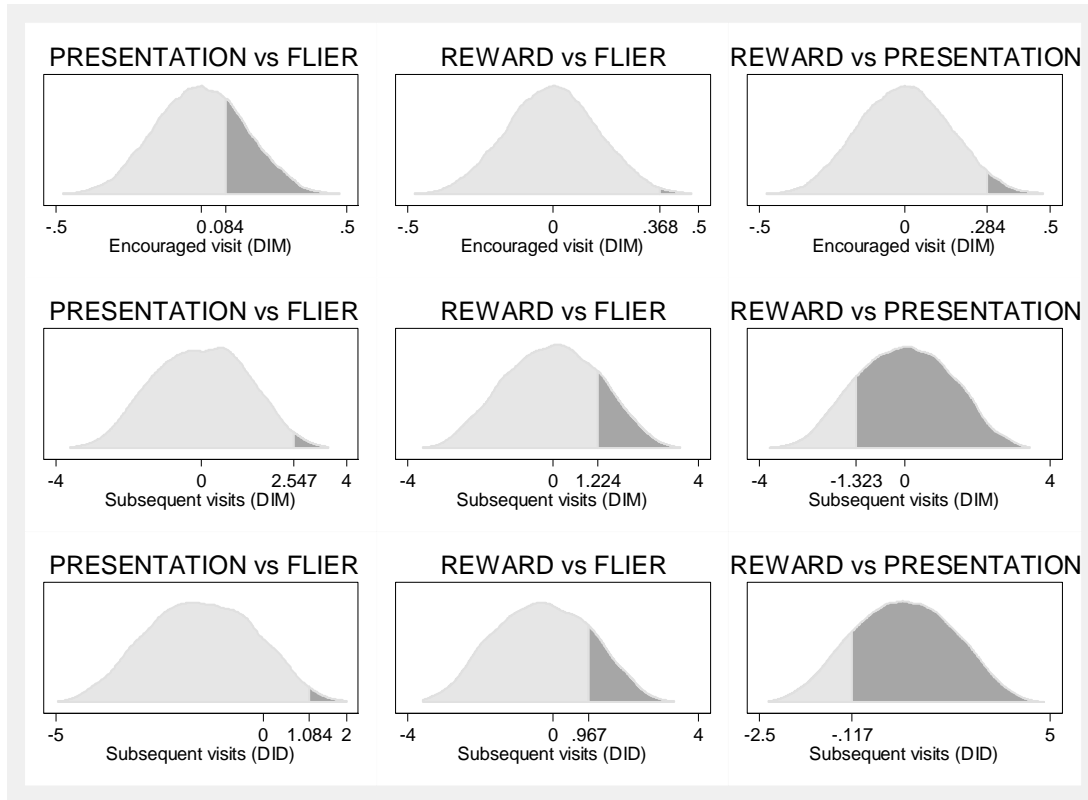 PRESENTATION vs FLIER
REWARD vs FLIER
REWARD vs PRESENTATION
-.5 0 .084 .5
Encouraged visit (DIM)
-.5 0 .368 .5
Encouraged visit (DIM)
-.5 0 .284 .5
Encouraged visit (DIM)
PRESENTATION vs FLIER
REWARD vs FLIER
REWARD vs PRESENTATION
-4 0 2.547 4
Subsequent visits (DIM)
-4 0 1.224 4
Subsequent visits (DIM)
-4 -1.323 0 4
Subsequent visits (DIM)
PRESENTATION vs FLIER
REWARD vs FLIER
REWARD vs PRESENTATION
-5 0 1.084 2
Subsequent visits (DID)
-4 0 .967 4
Subsequent visits (DID)
-2.5 -.117 5
Subsequent visits (DID)